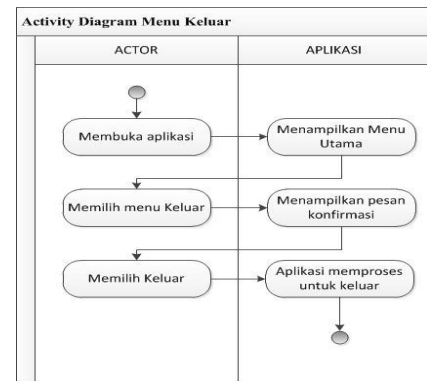 Activity Diagram Menu Keluar
ACTOR
APLIKASI
Membuka aplikasi
Menampilkan Menu
Utama
Memilih menu Keluar
Menampilkan pesan
konfirmasi
Memilih Keluar
Aplikasi memproses
untuk keluar